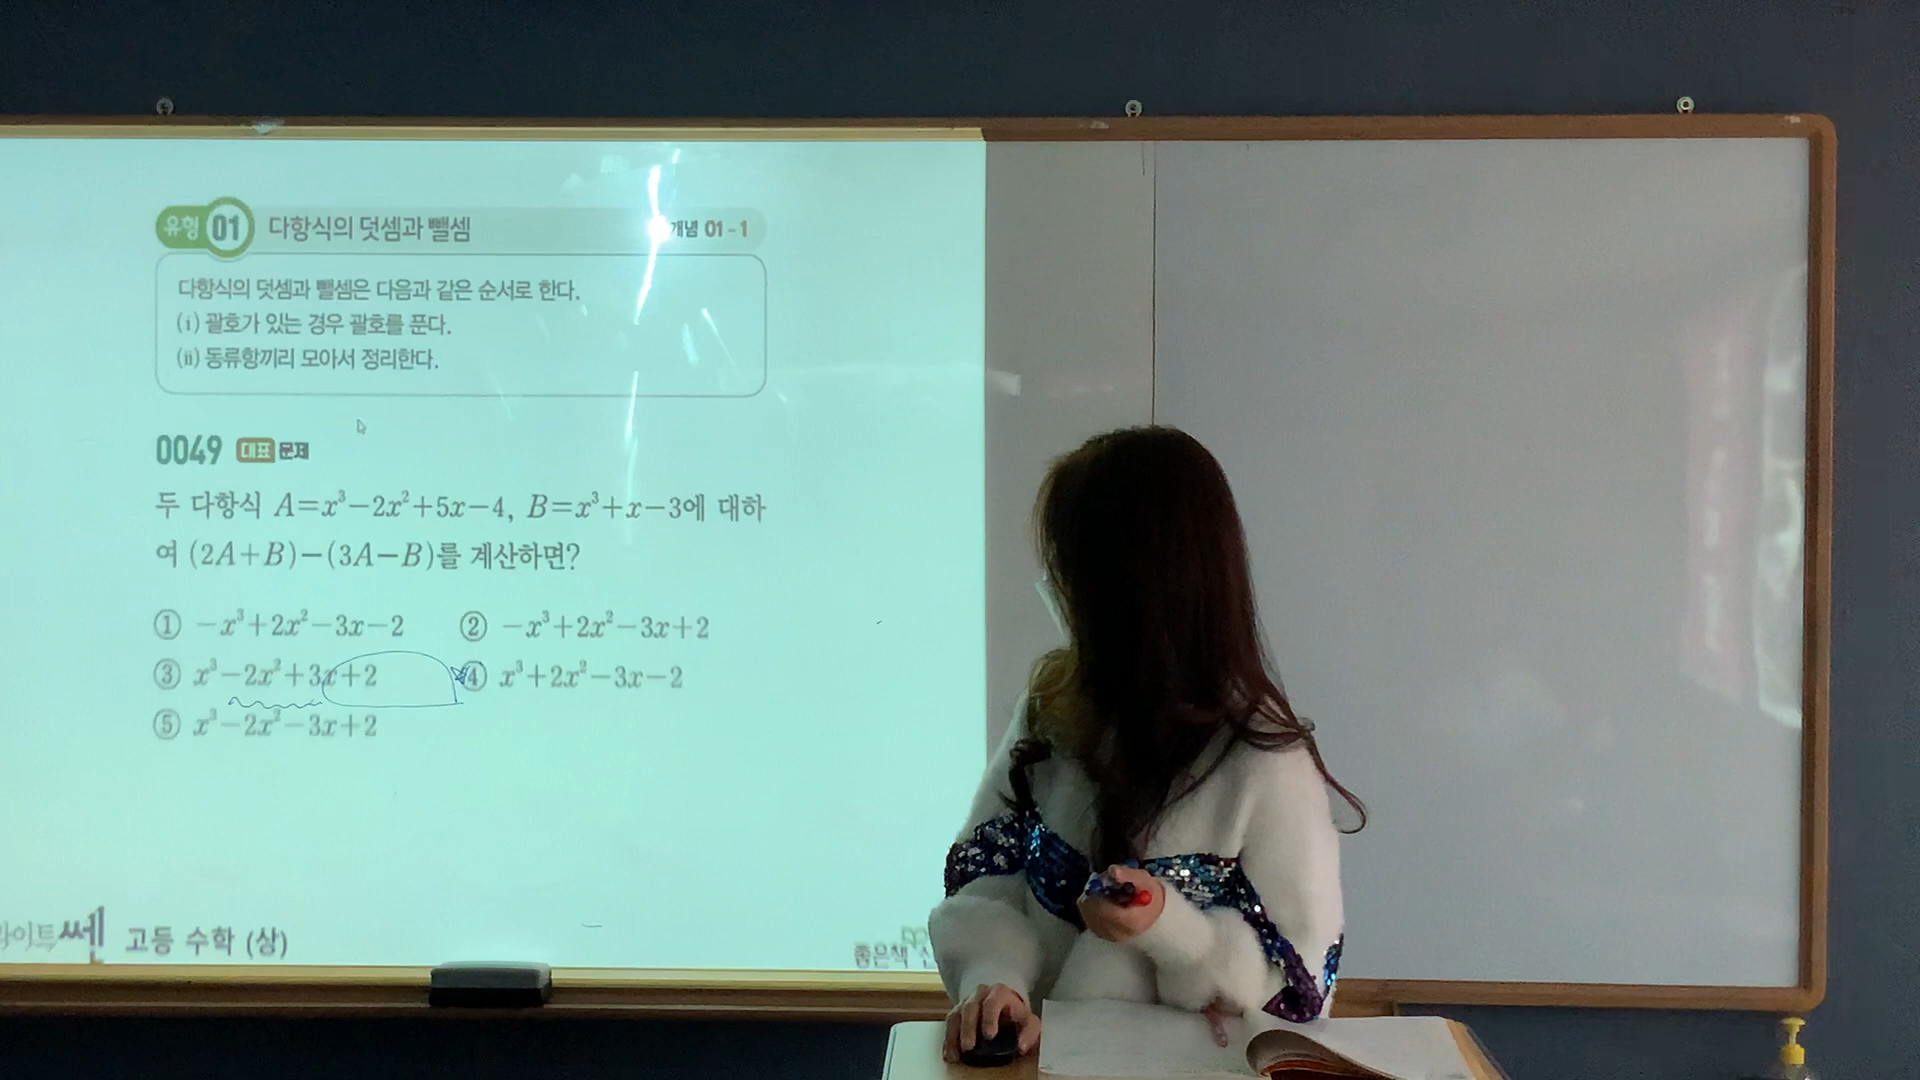 유형 01 다항식의 덧셈과 뺄셈 개념 01-1
다항식의 덧셈과 뺄셈은 다음과 같은 순서로 한다.
(i) 괄호가 있는 경우 괄호를 푼다.
(ii) 동류항끼리 모아서 정리한다.
0049 대표 문제
두 다항식 A=x³-2x²+5x-4, B=x³+x-3에 대하
여 (2A+B)-(3A-B)를 계산하면?
① -x³+2x²-3x-2 ② -x³+2x²-3x+2
③ x³-2x²+3x+2 ④ x³+2x²-3x-2
⑤ x³-2x²-3x+2
쎈 고등 수학 (상)
좋은책